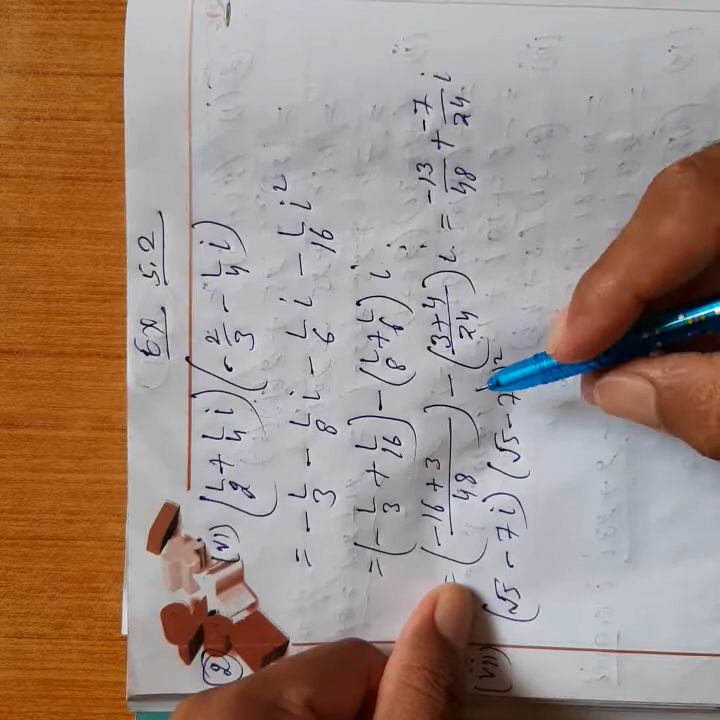 Ex 5.2
(2) (vi) (1/2 + 1/4 i)(-2/3 - 1/4 i)
= -1/3 - 1/8 i - 1/6 i - 1/16 i²
= (-1/3 + 1/16) - (1/8 + 1/6) i
= (-16+3/48) - (3+4/24) i = -13/48 + -7/24 i
(vii) (√5 - 7i)(√5 - 7